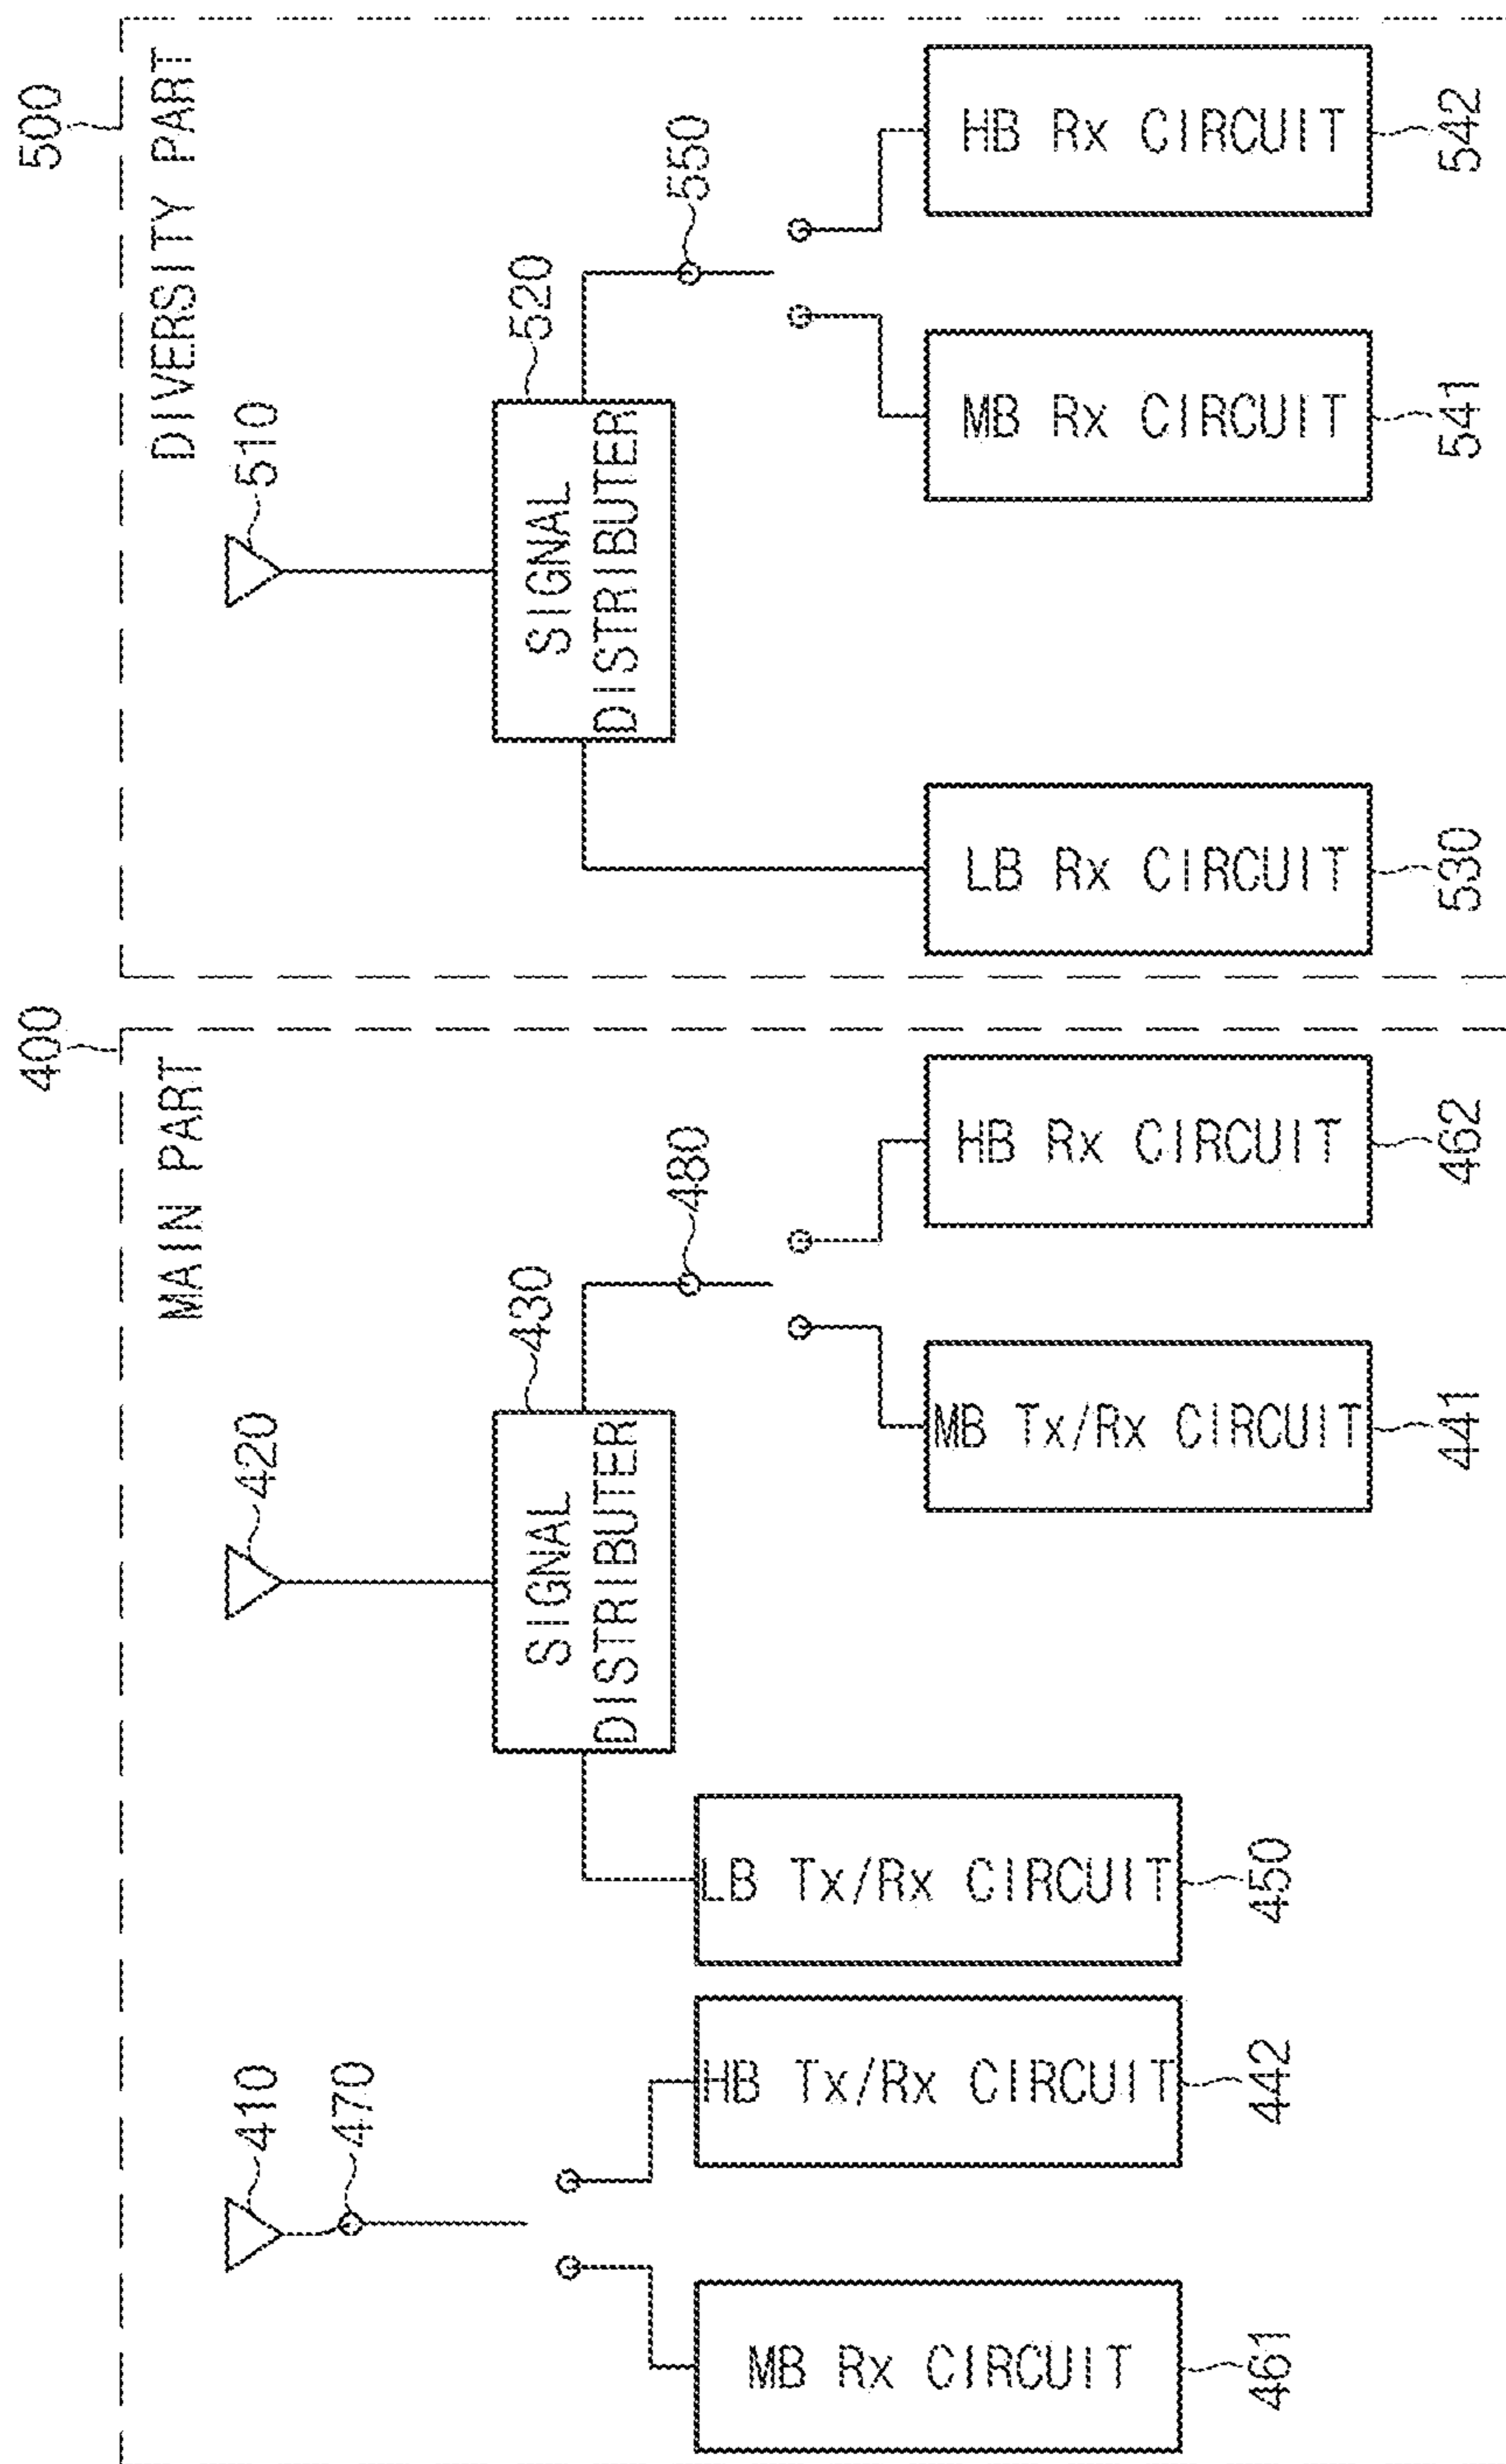 400
MAIN PART
410
470
420
430
SIGNAL
DISTRIBUTER
480
MB Rx CIRCUIT
461
HB Tx/Rx CIRCUIT
442
LB Tx/Rx CIRCUIT
450
MB Tx/Rx CIRCUIT
441
HB Rx CIRCUIT
462
500
DIVERSITY PART
510
520
SIGNAL
DISTRIBUTER
550
LB Rx CIRCUIT
530
MB Rx CIRCUIT
541
HB Rx CIRCUIT
542